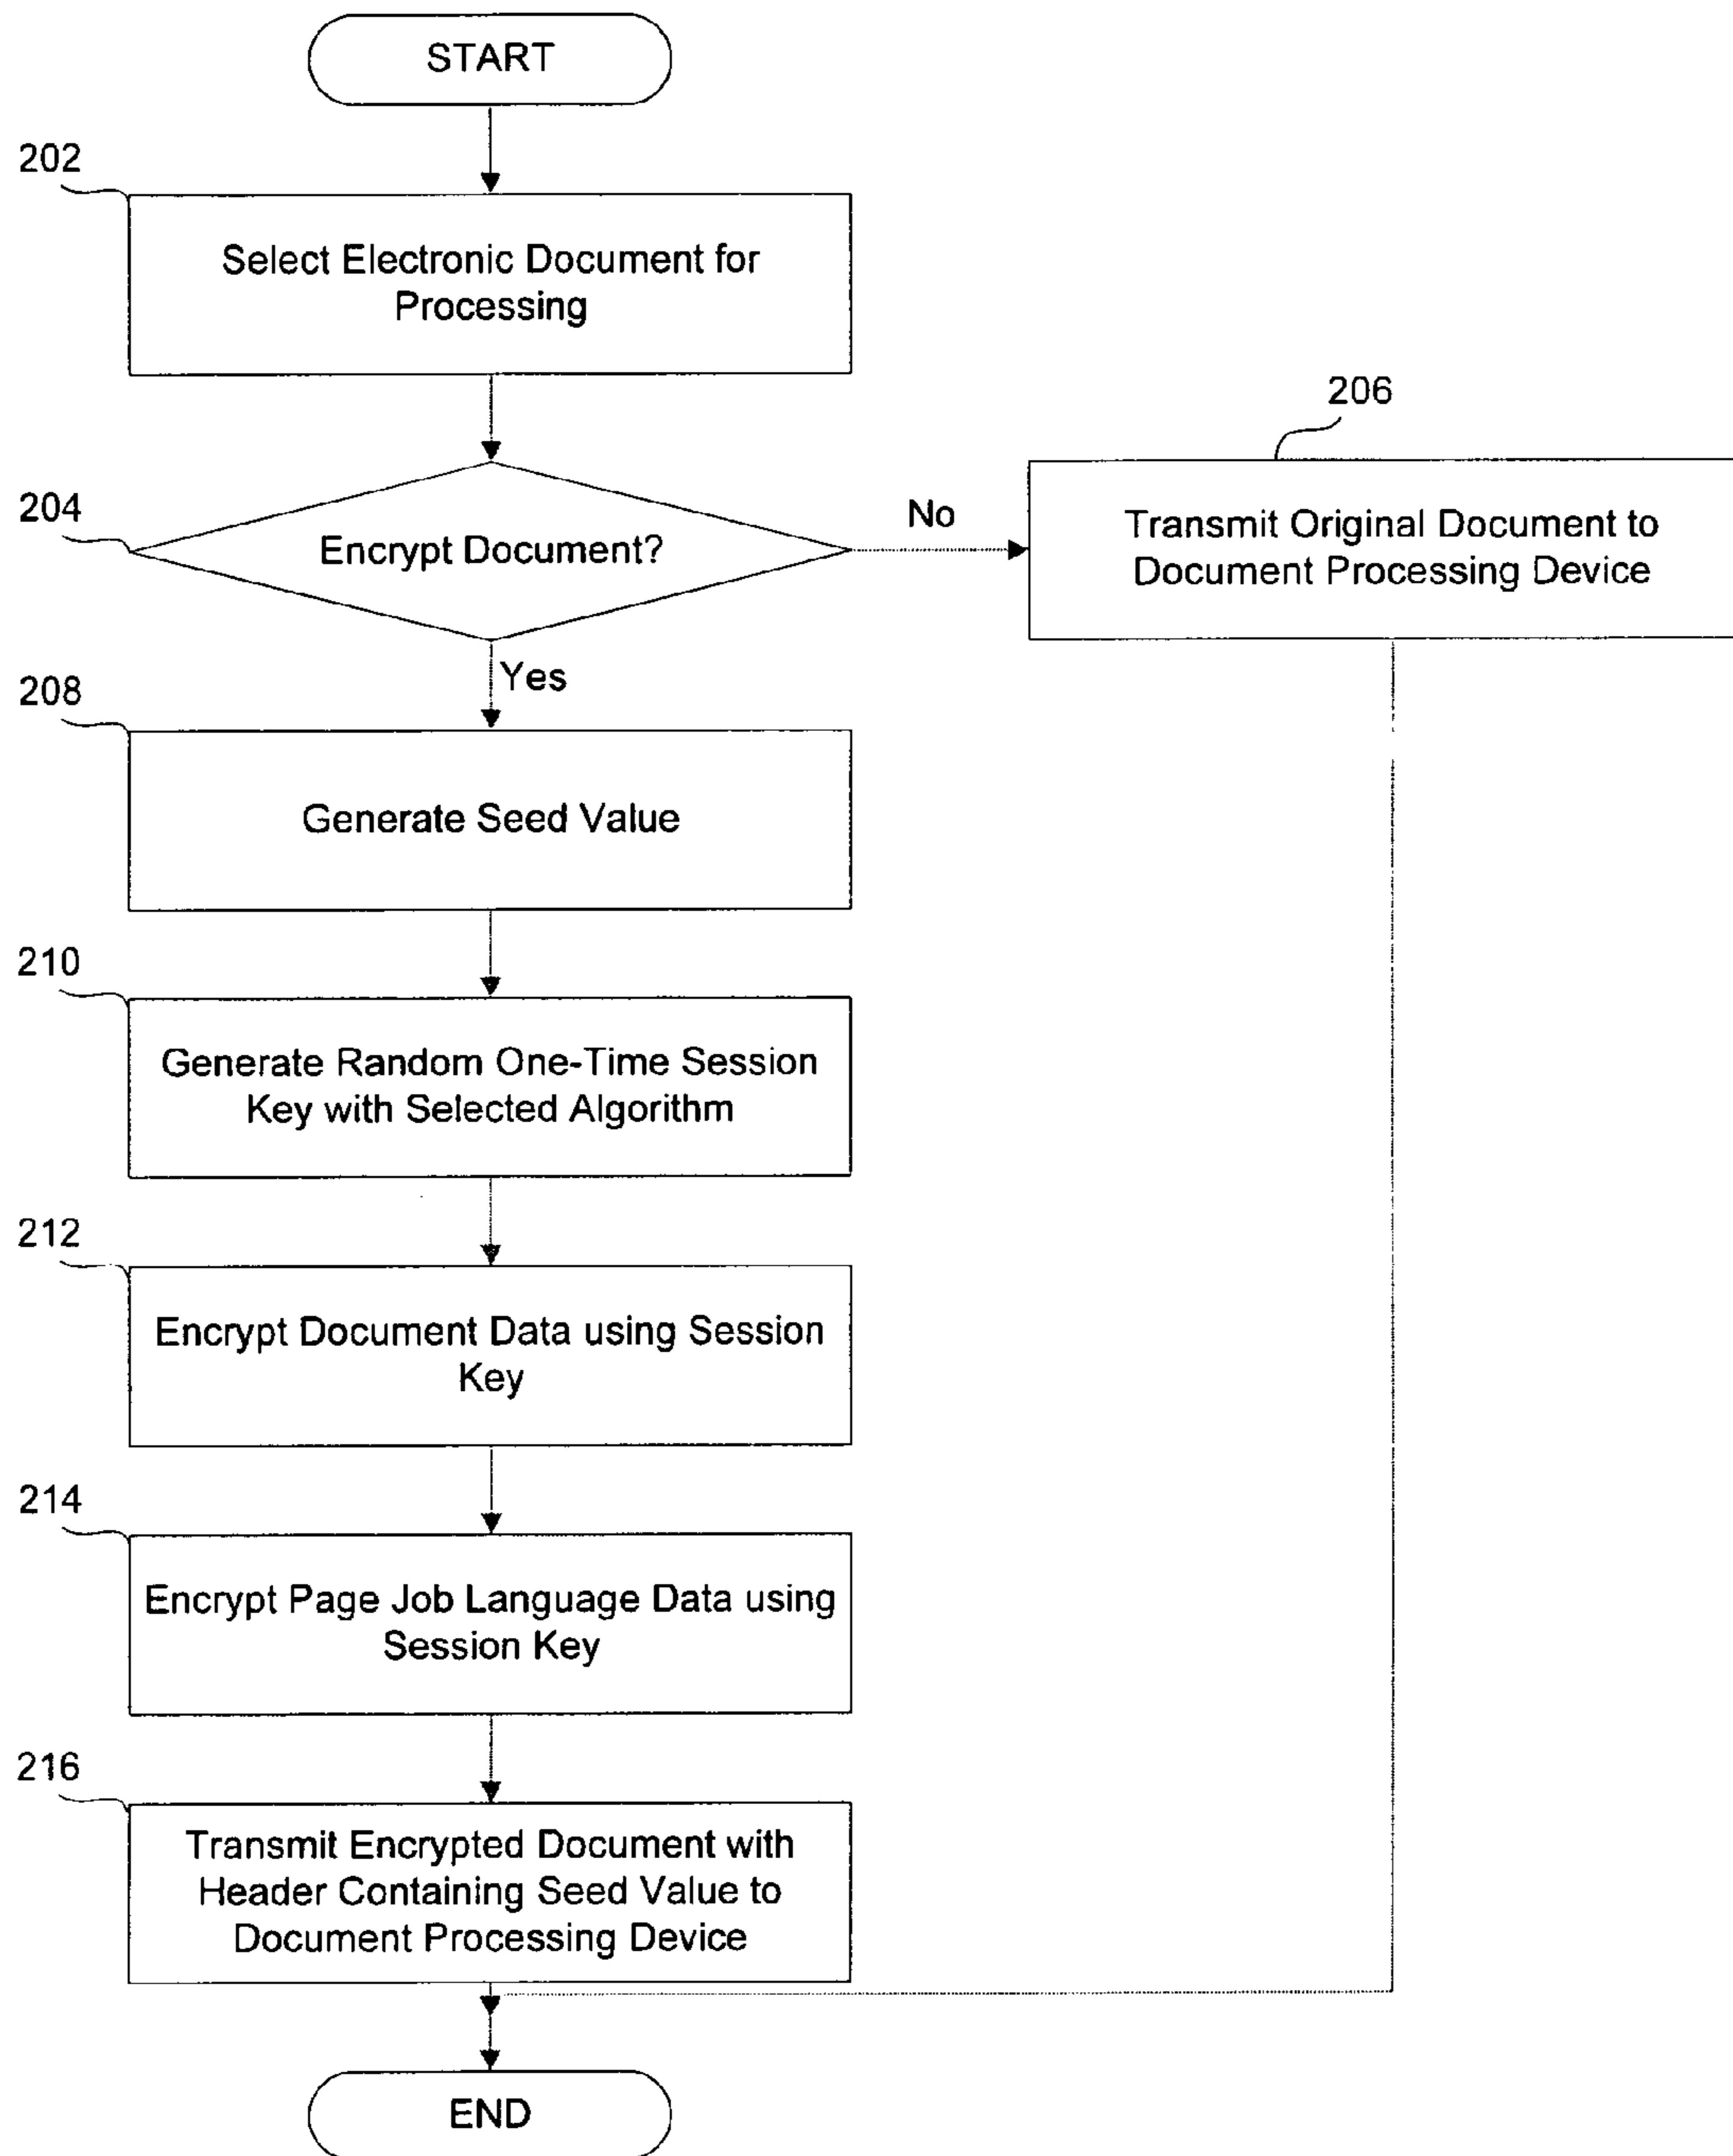 START
202
Select Electronic Document for
Processing
206
204
Encrypt Document?
No
Transmit Original Document to
Document Processing Device
Yes
208
Generate Seed Value
210
Generate Random One-Time Session
Key with Selected Algorithm
212
Encrypt Document Data using Session
Key
214
Encrypt Page Job Language Data using
Session Key
216
Transmit Encrypted Document with
Header Containing Seed Value to
Document Processing Device
END